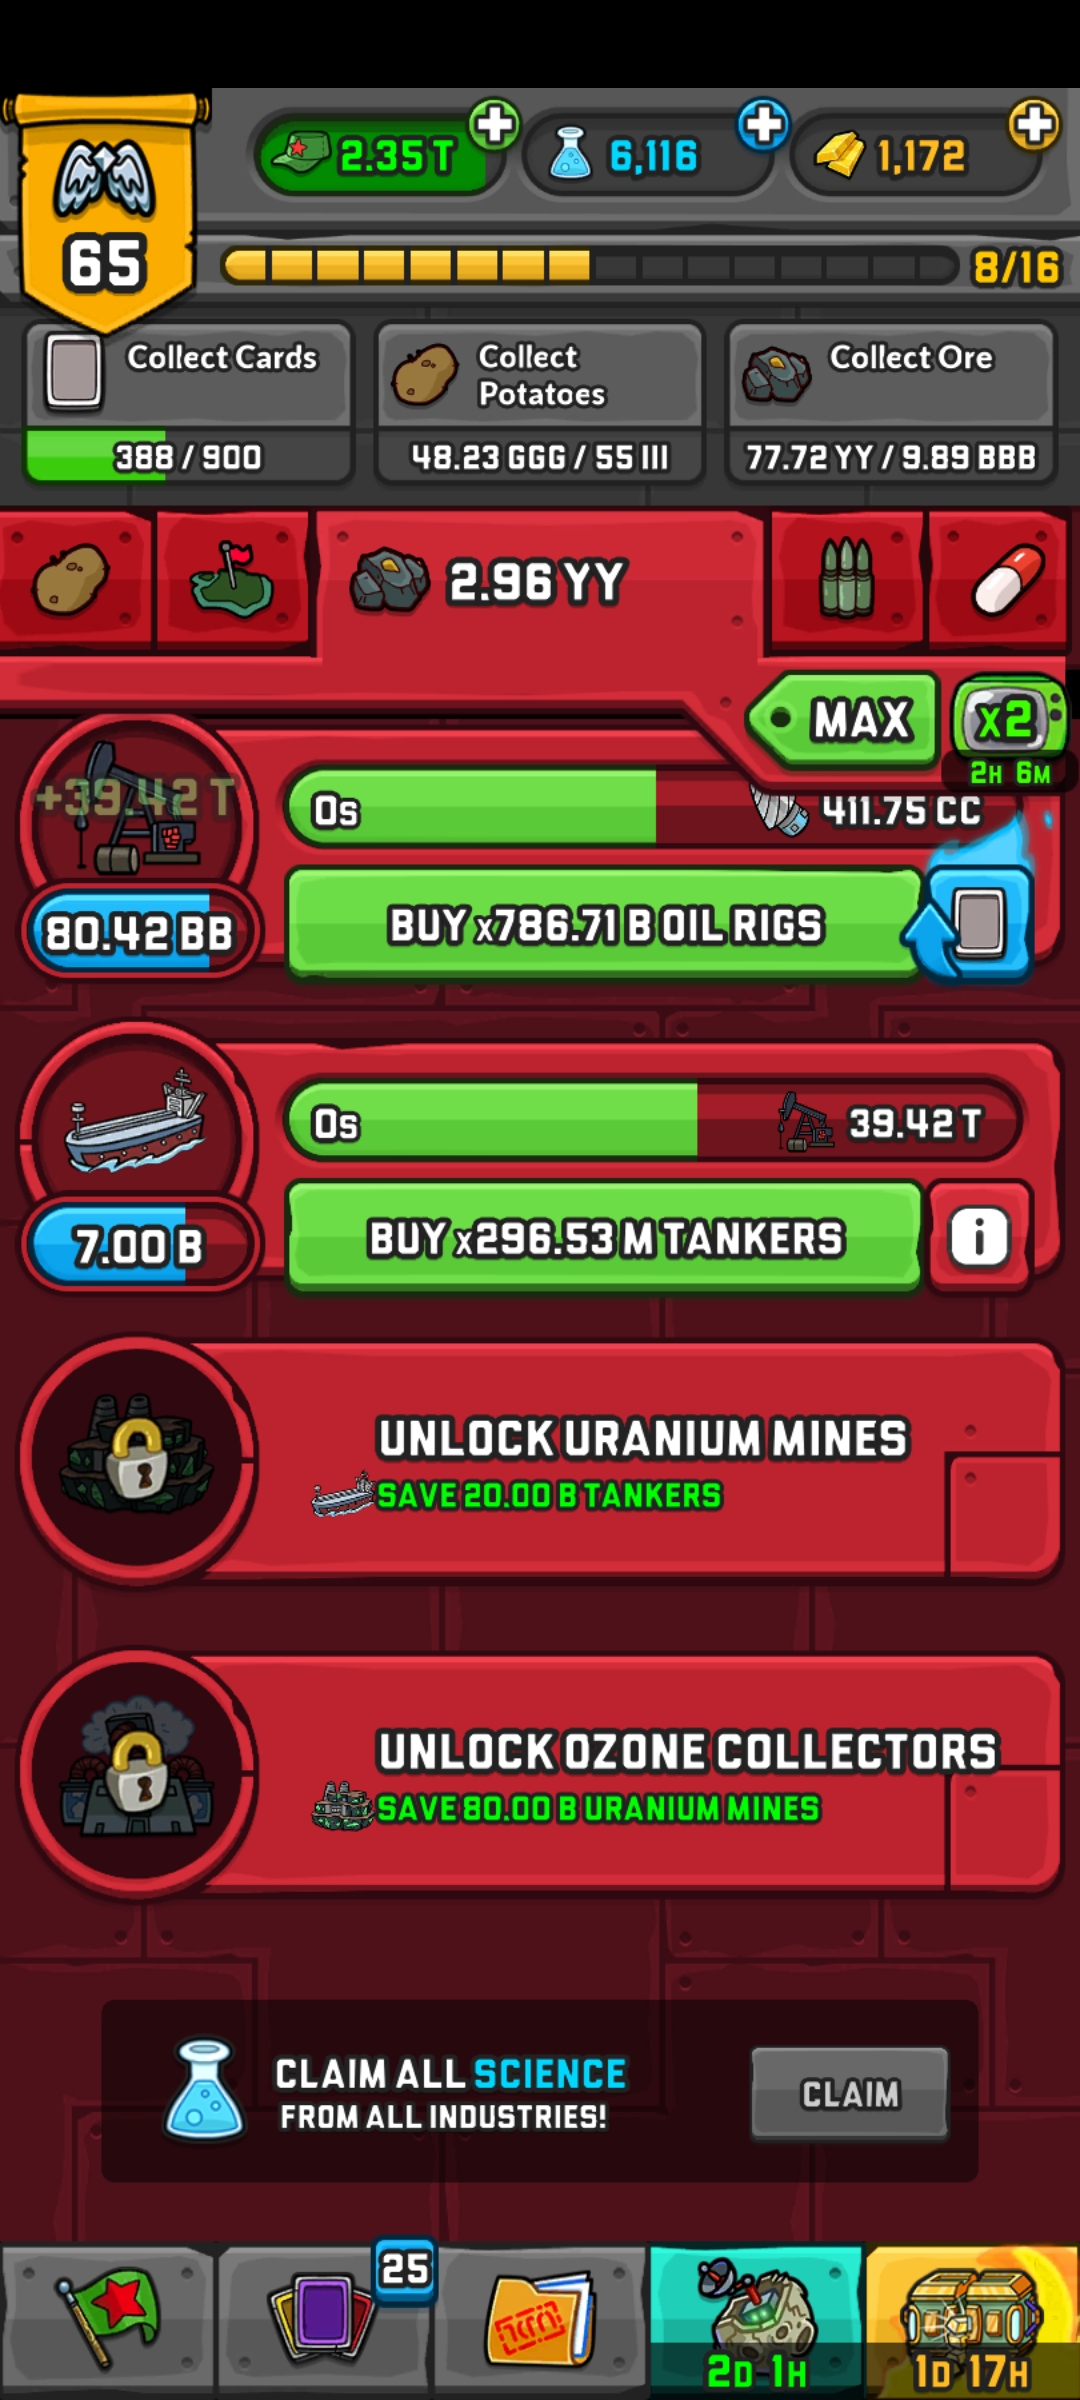 2.35 T
6,116
1,172
65
8/16
Collect Cards
388 / 900
Collect
Potatoes
48.23 GGG / 55 III
Collect Ore
77.72 YY / 9.89 BBB
2.96 YY
MAX
x2
2H 6M
+39.42 T
0s
411.75 CC
80.42 BB
BUY x786.71 B OIL RIGS
0s
39.42 T
7.00 B
BUY x296.53 M TANKERS
i
UNLOCK URANIUM MINES
SAVE 20.00 B TANKERS
UNLOCK OZONE COLLECTORS
SAVE 80.00 B URANIUM MINES
CLAIM ALL SCIENCE
FROM ALL INDUSTRIES!
CLAIM
25
2D 1H
1D 17H